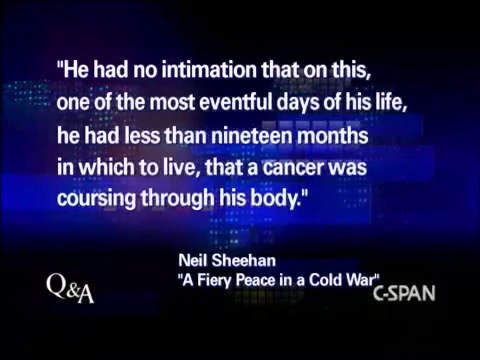 "He had no intimation that on this,
one of the most eventful days of his life,
he had less than nineteen months
in which to live, that a cancer was
coursing through his body."
Neil Sheehan
"A Fiery Peace in a Cold War"
Q&A
C-SPAN